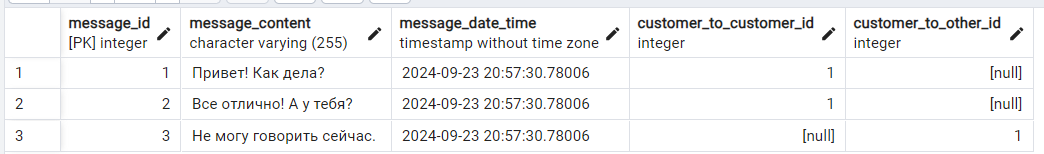 message_id message_content message_date_time customer_to_customer_id customer_to_other_id
[PK] integer character varying (255) timestamp without time zone integer integer
1 1 Привет! Как дела? 2024-09-23 20:57:30.78006 1 [null]
2 2 Все отлично! А у тебя? 2024-09-23 20:57:30.78006 1 [null]
3 3 Не могу говорить сейчас. 2024-09-23 20:57:30.78006 [null] 1